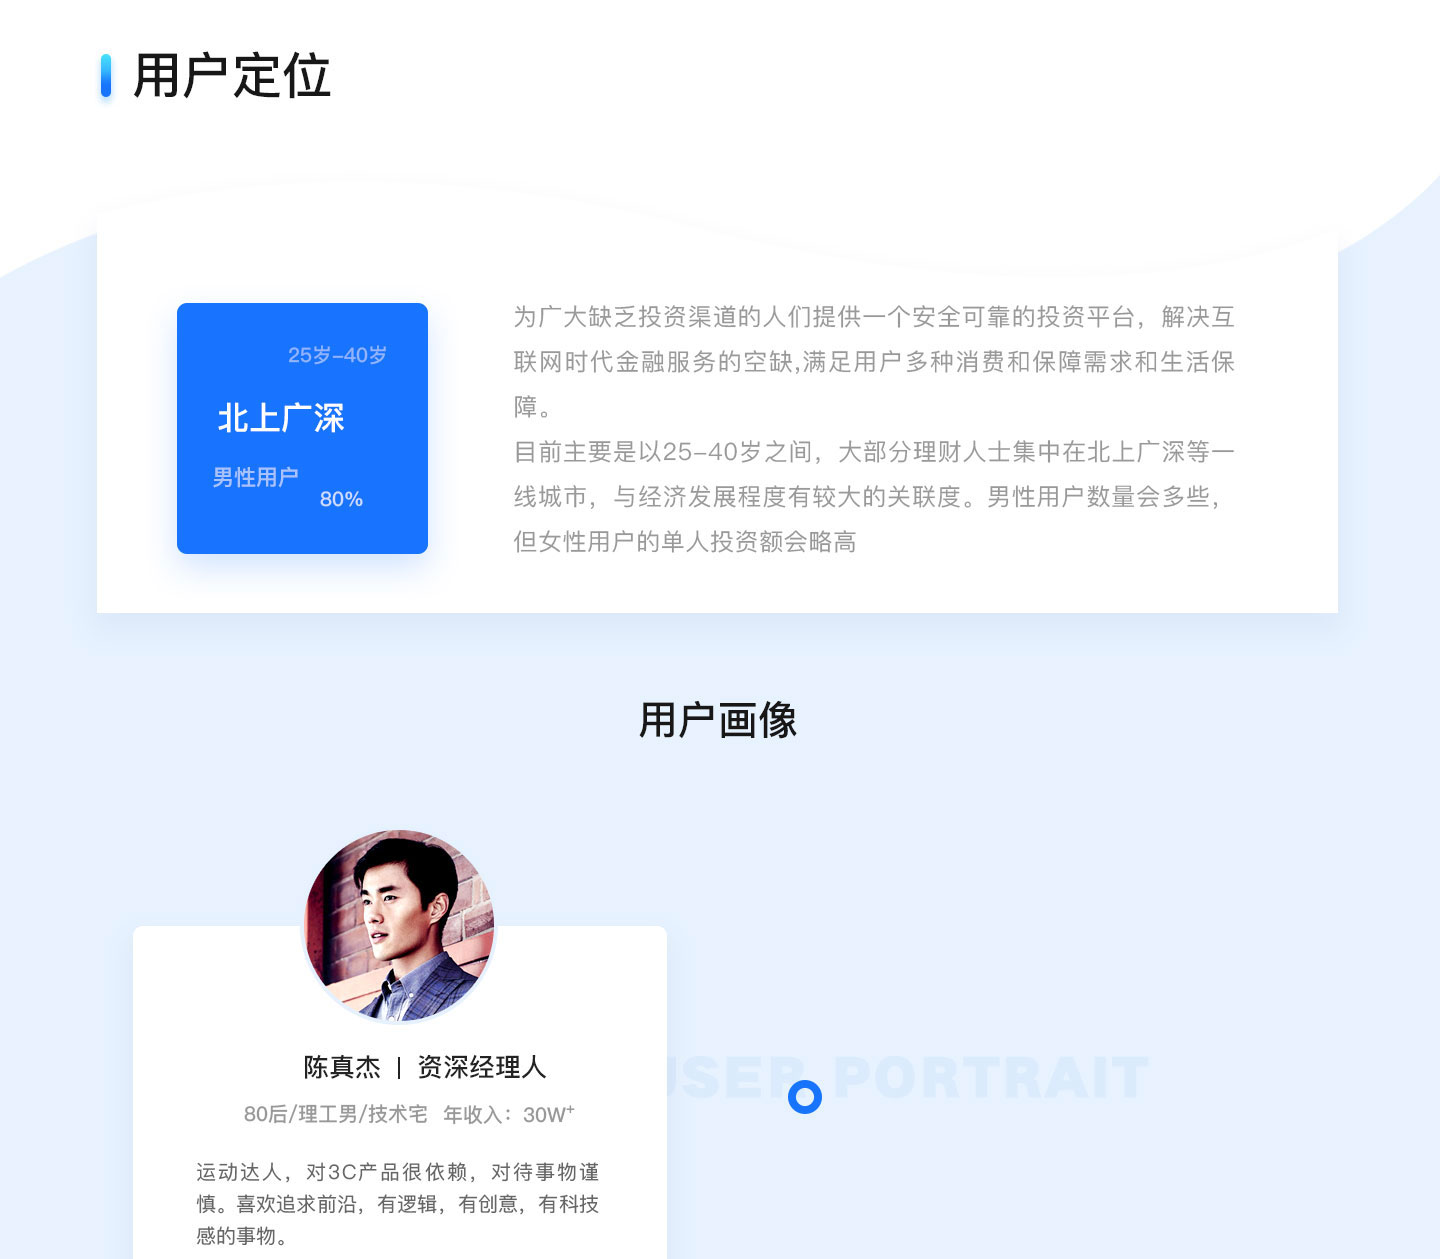 用户定位
25岁-40岁
北上广深
男性用户
80%
为广大缺乏投资渠道的人们提供一个安全可靠的投资平台，解决互
联网时代金融服务的空缺,满足用户多种消费和保障需求和生活保
障。
目前主要是以25-40岁之间，大部分理财人士集中在北上广深等一
线城市，与经济发展程度有较大的关联度。男性用户数量会多些，
但女性用户的单人投资额会略高
用户画像
USER PORTRAIT
陈真杰 | 资深经理人
80后/理工男/技术宅 年收入：30W+
运动达人，对3C产品很依赖，对待事物谨
慎。喜欢追求前沿，有逻辑，有创意，有科技
感的事物。